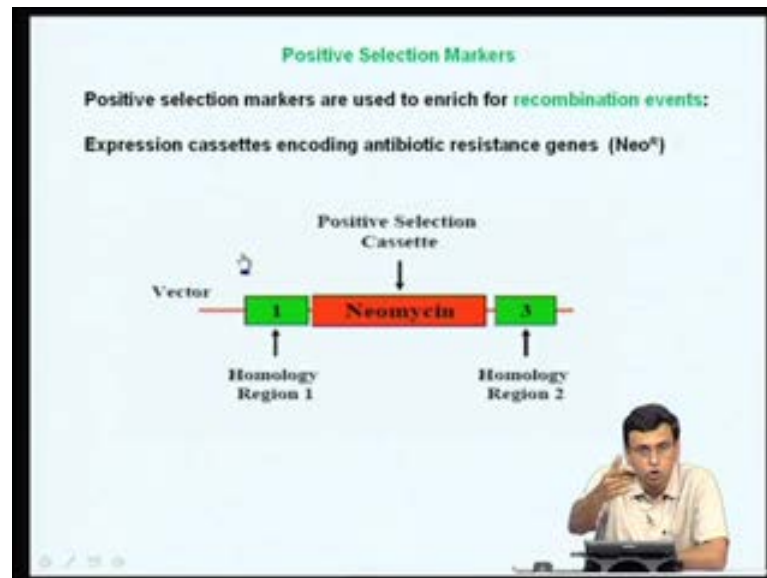 Positive Selection Markers
Positive selection markers are used to enrich for recombination events:
Expression cassettes encoding antibiotic resistance genes (Neoᴿ)
Positive Selection
Cassette
Vector
1 Neomycin 3
Homology
Region 1
Homology
Region 2